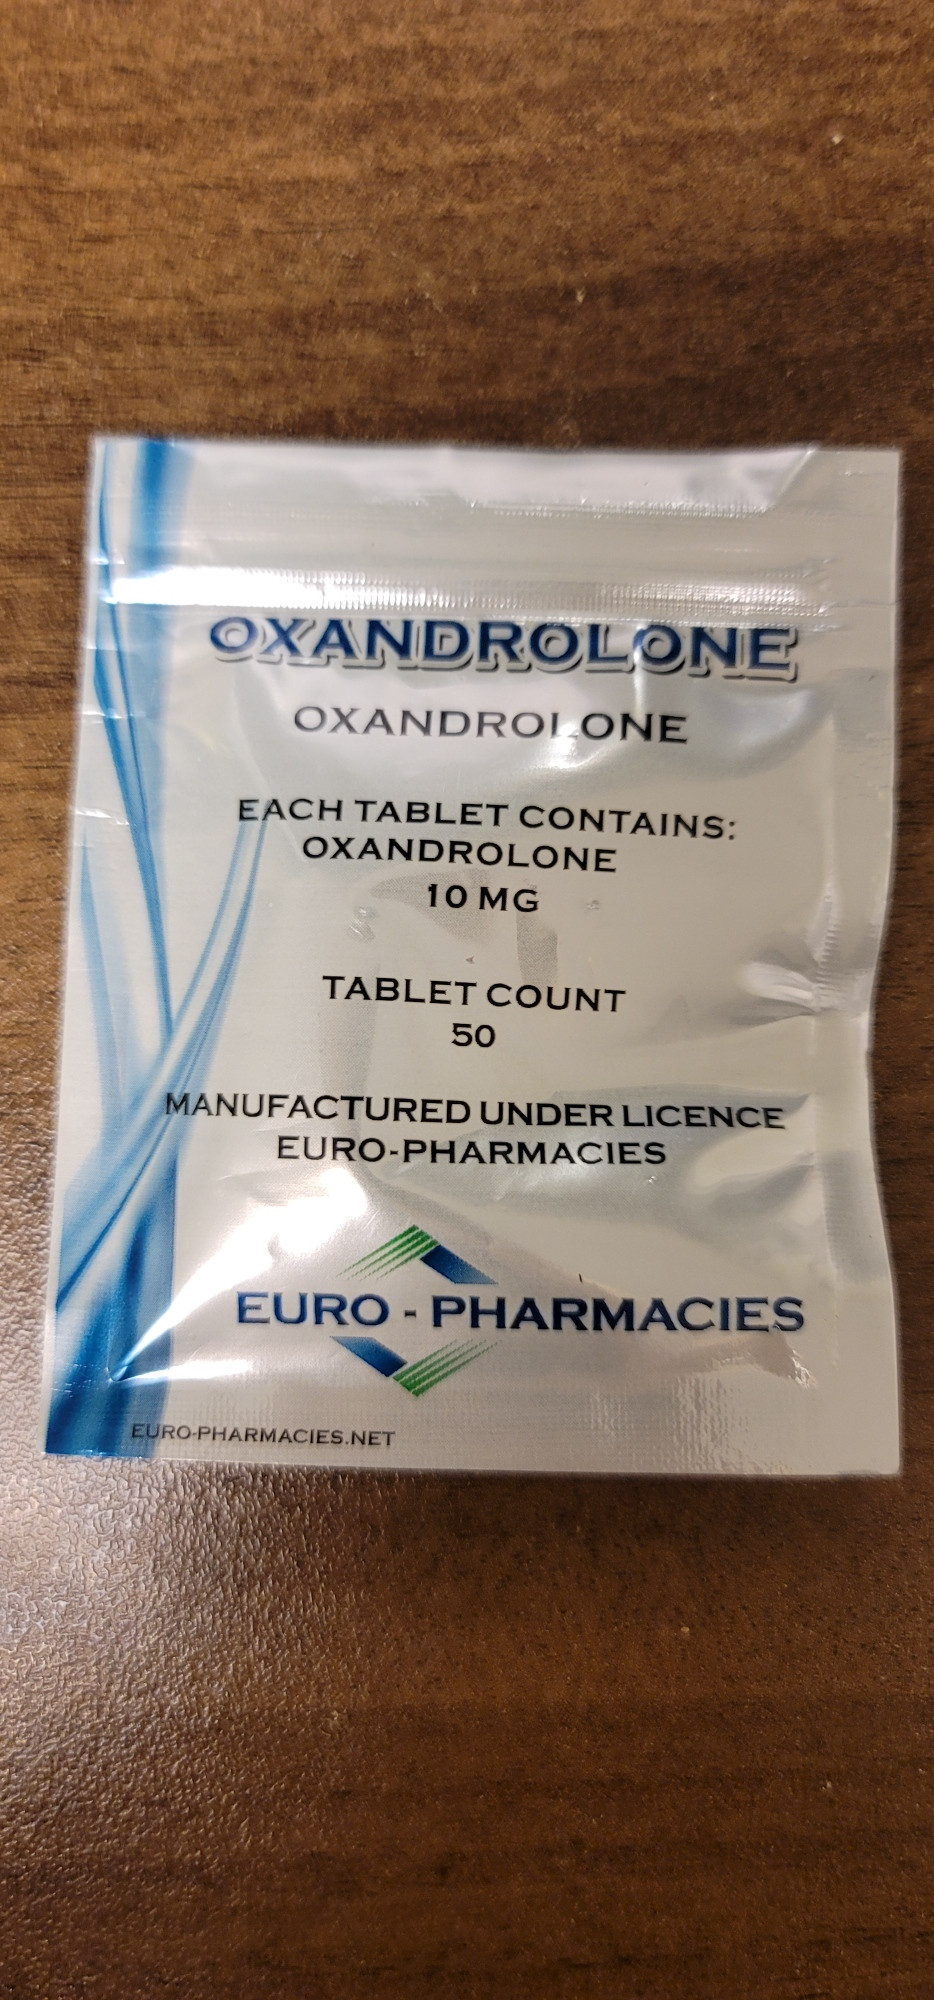 OXANDROLONE
OXANDROLONE
EACH TABLET CONTAINS:
OXANDROLONE
10 MG
TABLET COUNT
50
MANUFACTURED UNDER LICENCE
EURO-PHARMACIES
EURO - PHARMACIES
EURO-PHARMACIES.NET